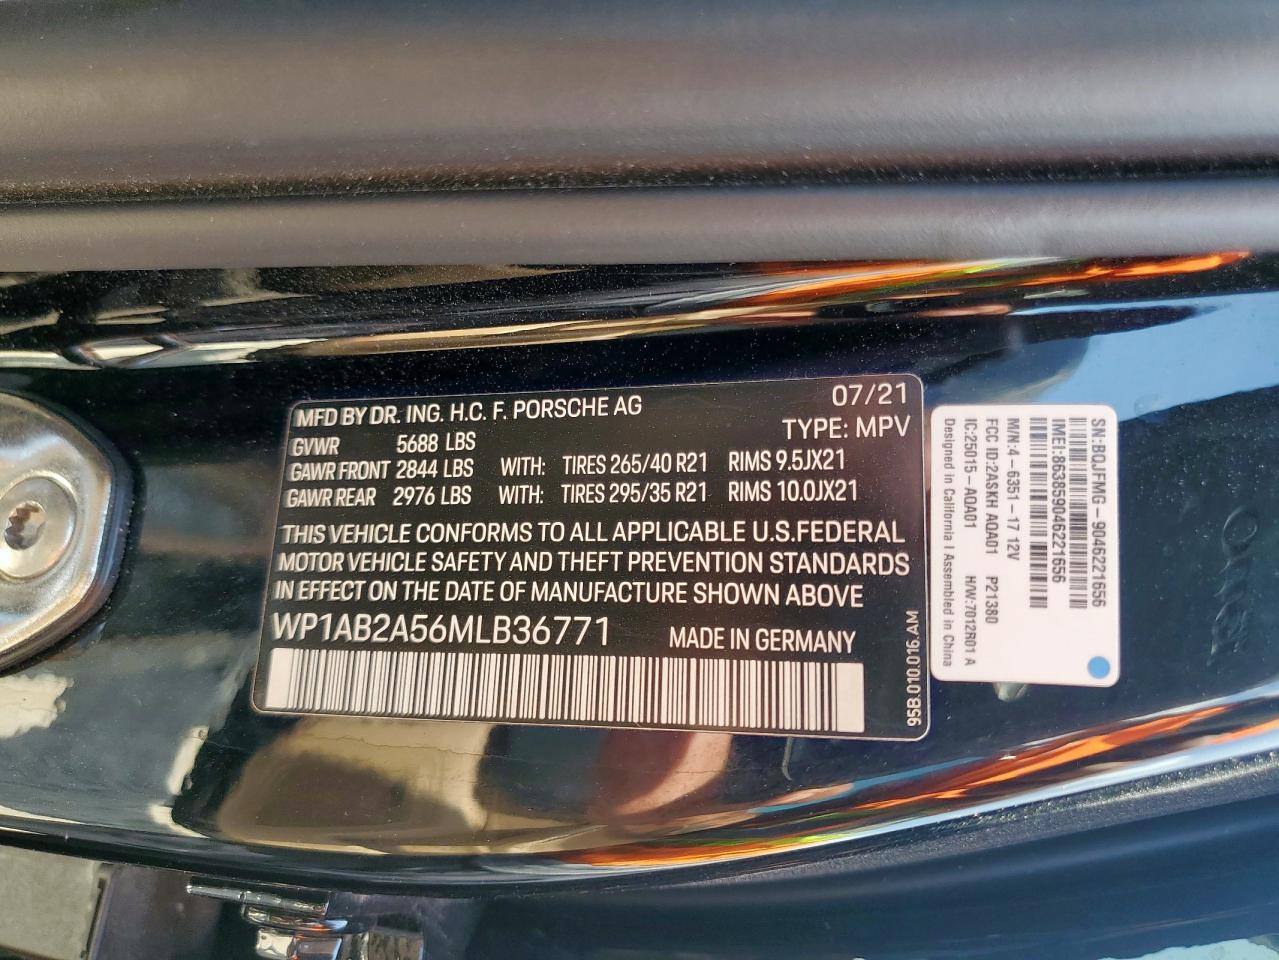 MFD BY DR. ING. H.C. F. PORSCHE AG 07/21
GVWR 5688 LBS TYPE: MPV
GAWR FRONT 2844 LBS WITH: TIRES 265/40 R21 RIMS 9.5JX21
GAWR REAR 2976 LBS WITH: TIRES 295/35 R21 RIMS 10.0JX21
THIS VEHICLE CONFORMS TO ALL APPLICABLE U.S.FEDERAL
MOTOR VEHICLE SAFETY AND THEFT PREVENTION STANDARDS
IN EFFECT ON THE DATE OF MANUFACTURE SHOWN ABOVE
WP1AB2A56MLB36771 MADE IN GERMANY
95B.010.016.AM
SN:BQJFMG-9046221656
IMEI:863859046221656
M/N:4-6351-17 12V
FCC ID:2ASKH AQA01 P21380
IC:25015-AQA01 H/W:7012R01 A
Designed in California I Assembled in China